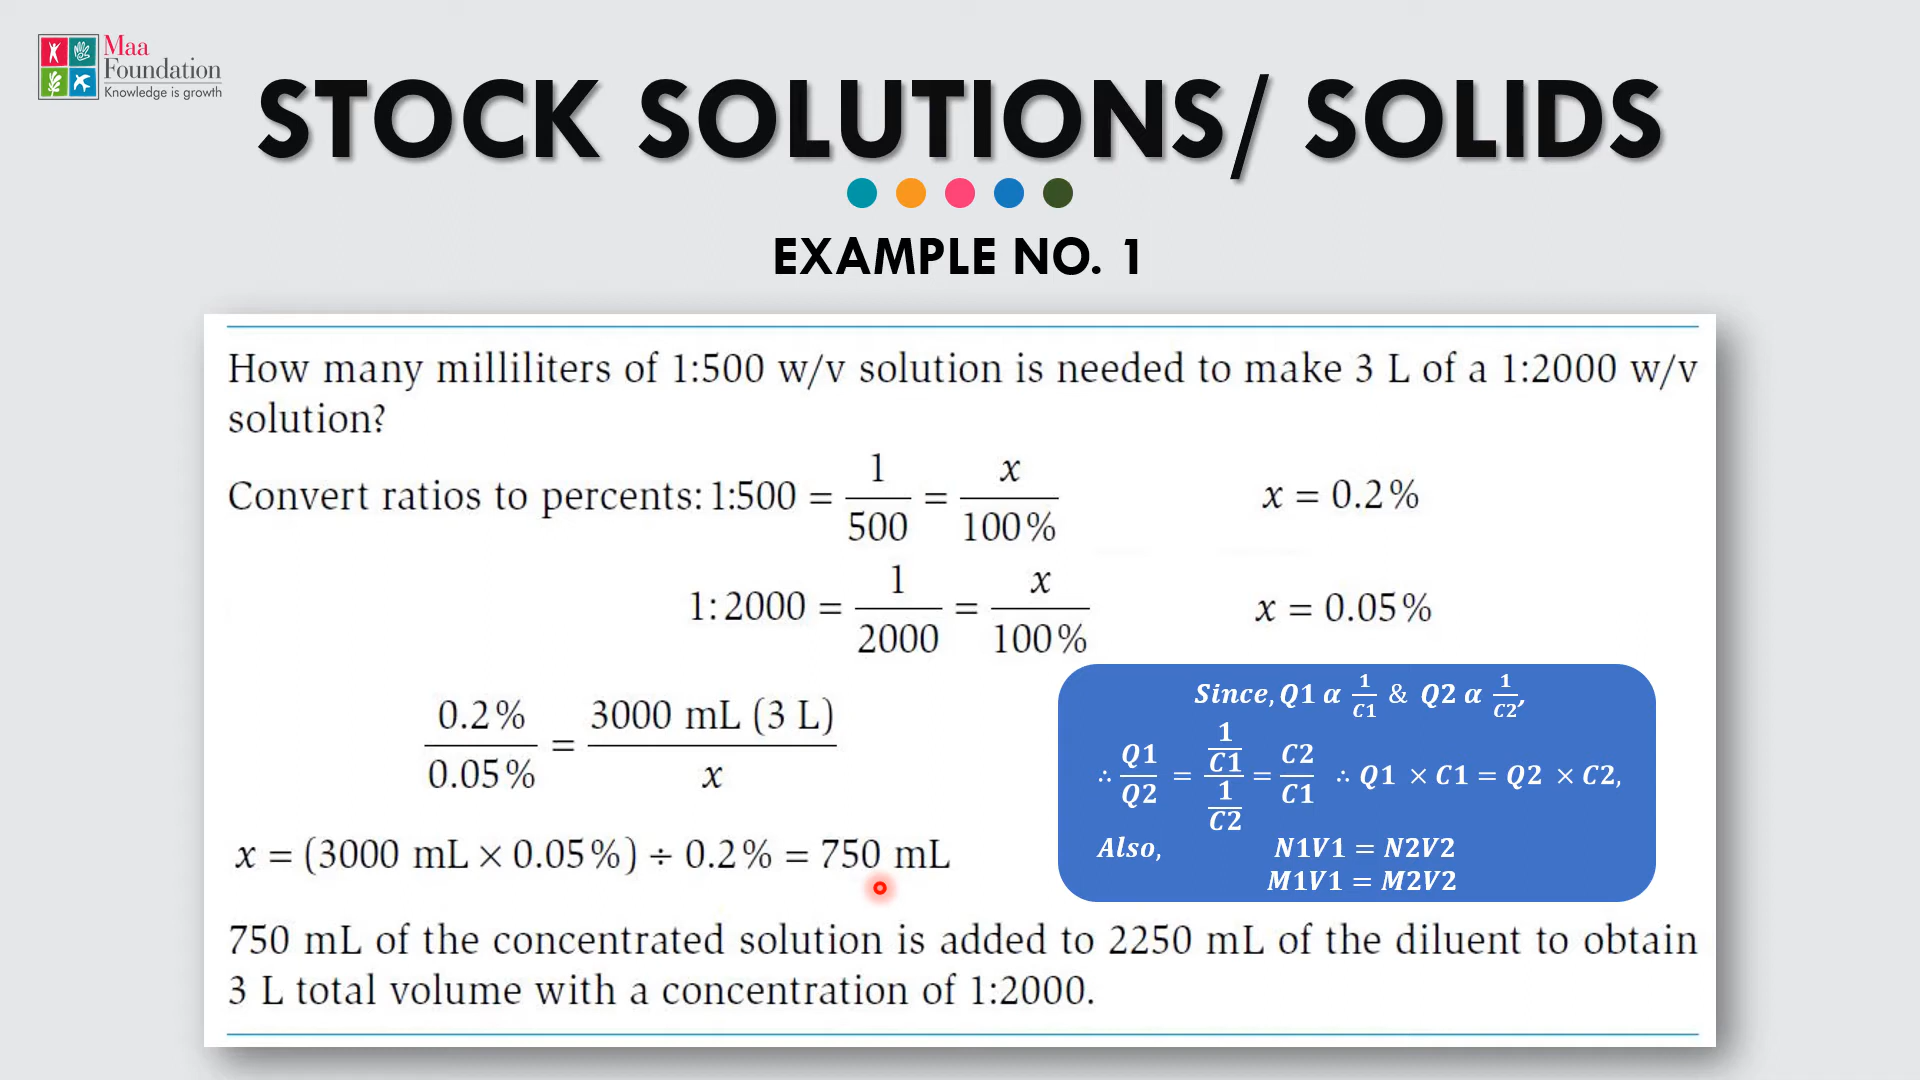 Maa
Foundation
Knowledge is growth
STOCK SOLUTIONS/ SOLIDS
EXAMPLE NO. 1
How many milliliters of 1:500 w/v solution is needed to make 3 L of a 1:2000 w/v
solution?
Convert ratios to percents: 1:500 = 1/500 = x/100% x = 0.2%
1:2000 = 1/2000 = x/100% x = 0.05%
0.2%/0.05% = 3000 mL (3 L)/x
x = (3000 mL × 0.05%) ÷ 0.2% = 750 mL
Since, Q1 α 1/C1 & Q2 α 1/C2,
∴ Q1/Q2 = (1/C1)/(1/C2) = C2/C1 ∴ Q1 × C1 = Q2 × C2,
Also, N1V1 = N2V2
M1V1 = M2V2
750 mL of the concentrated solution is added to 2250 mL of the diluent to obtain
3 L total volume with a concentration of 1:2000.